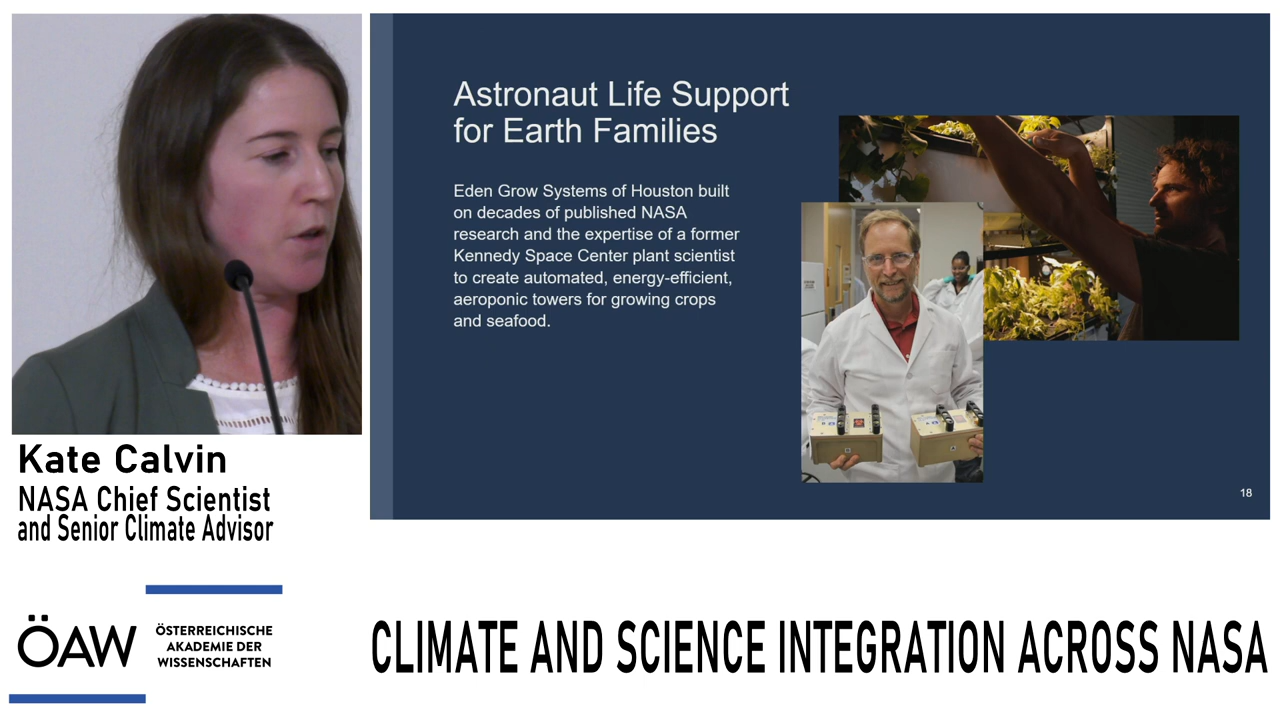 Astronaut Life Support
for Earth Families
Eden Grow Systems of Houston built
on decades of published NASA
research and the expertise of a former
Kennedy Space Center plant scientist
to create automated, energy-efficient,
aeroponic towers for growing crops
and seafood.
18
Kate Calvin
NASA Chief Scientist
and Senior Climate Advisor
ÖAW
ÖSTERREICHISCHE
AKADEMIE DER
WISSENSCHAFTEN
CLIMATE AND SCIENCE INTEGRATION ACROSS NASA